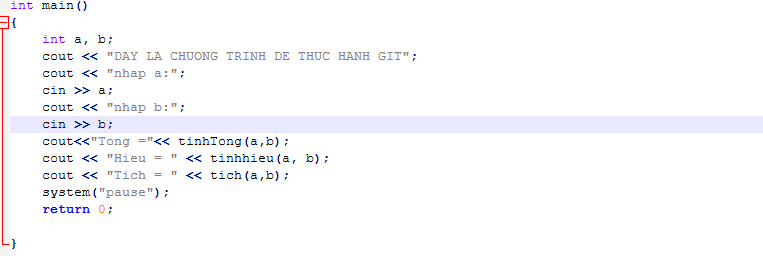 int main()
{
    int a, b;
    cout << "DAY LA CHUONG TRINH DE THUC HANH GIT";
    cout << "nhap a:";
    cin >> a;
    cout << "nhap b:";
    cin >> b;
    cout<<"Tong ="<< tinhTong(a,b);
    cout << "Hieu = " << tinhhieu(a, b);
    cout << "Tich = " << tich(a,b);
    system("pause");
    return 0;
}